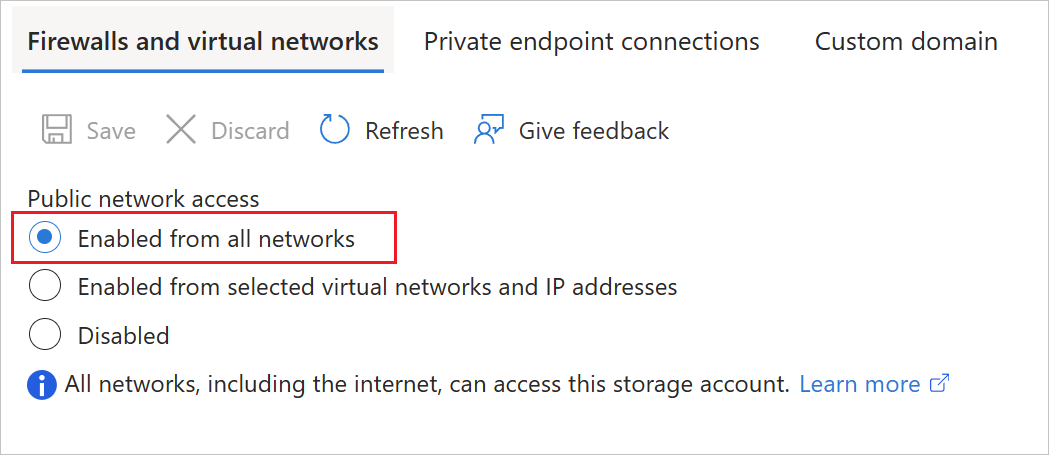 Firewalls and virtual networks Private endpoint connections Custom domain
Save Discard Refresh Give feedback
Public network access
Enabled from all networks
Enabled from selected virtual networks and IP addresses
Disabled
All networks, including the internet, can access this storage account. Learn more